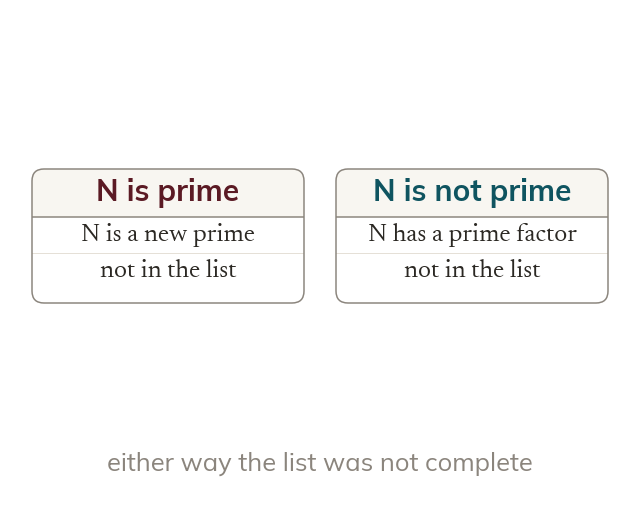 N is prime
N is a new prime
not in the list
N is not prime
N has a prime factor
not in the list
either way the list was not complete